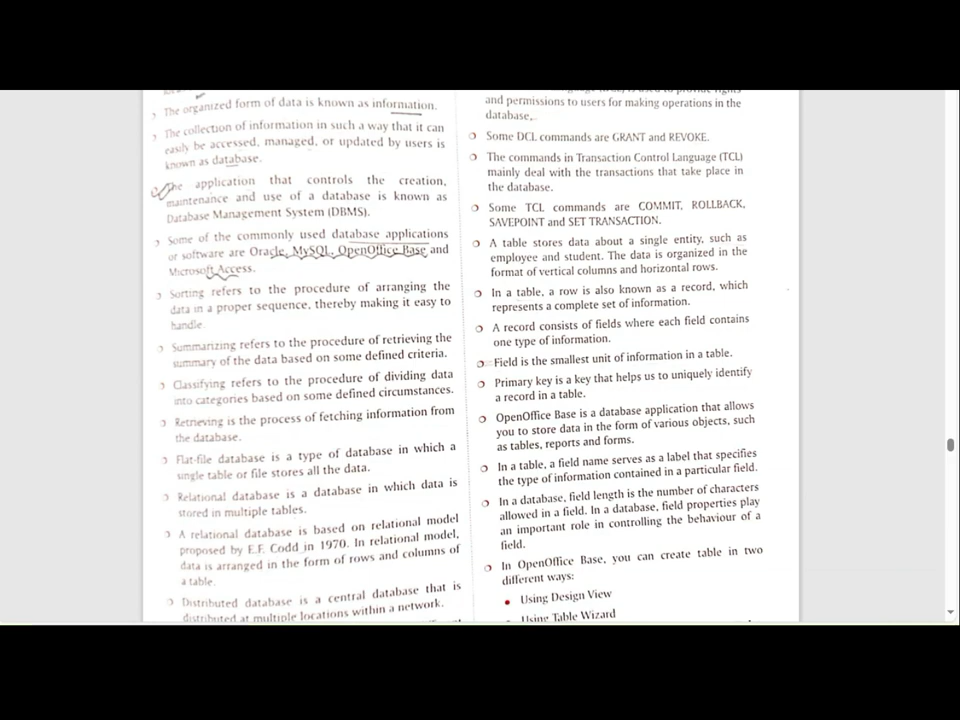 The organized form of data is known as information.
The collection of information in such a way that it can
easily be accessed, managed, or updated by users is
known as database.
The application that controls the creation,
maintenance and use of a database is known as
Database Management System (DBMS).
Some of the commonly used database applications
or software are Oracle, MySQL, OpenOffice Base and
Microsoft Access.
Sorting refers to the procedure of arranging the
data in a proper sequence, thereby making it easy to
handle.
Summarizing refers to the procedure of retrieving the
summary of the data based on some defined criteria.
Classifying refers to the procedure of dividing data
into categories based on some defined circumstances.
Retrieving is the process of fetching information from
the database.
Flat-file database is a type of database in which a
single table or file stores all the data.
Relational database is a database in which data is
stored in multiple tables.
A relational database is based on relational model
proposed by E.F. Codd in 1970. In relational model,
data is arranged in the form of rows and columns of
a table.
Distributed database is a central database that is
distributed at multiple locations within a network.
and permissions to users for making operations in the
database.
Some DCL commands are GRANT and REVOKE.
The commands in Transaction Control Language (TCL)
mainly deal with the transactions that take place in
the database.
Some TCL commands are COMMIT, ROLLBACK,
SAVEPOINT and SET TRANSACTION.
A table stores data about a single entity, such as
employee and student. The data is organized in the
format of vertical columns and horizontal rows.
In a table, a row is also known as a record, which
represents a complete set of information.
A record consists of fields where each field contains
one type of information.
Field is the smallest unit of information in a table.
Primary key is a key that helps us to uniquely identify
a record in a table.
OpenOffice Base is a database application that allows
you to store data in the form of various objects, such
as tables, reports and forms.
In a table, a field name serves as a label that specifies
the type of information contained in a particular field.
In a database, field length is the number of characters
allowed in a field. In a database, field properties play
an important role in controlling the behaviour of a
field.
In OpenOffice Base, you can create table in two
different ways:
Using Design View
Using Table Wizard